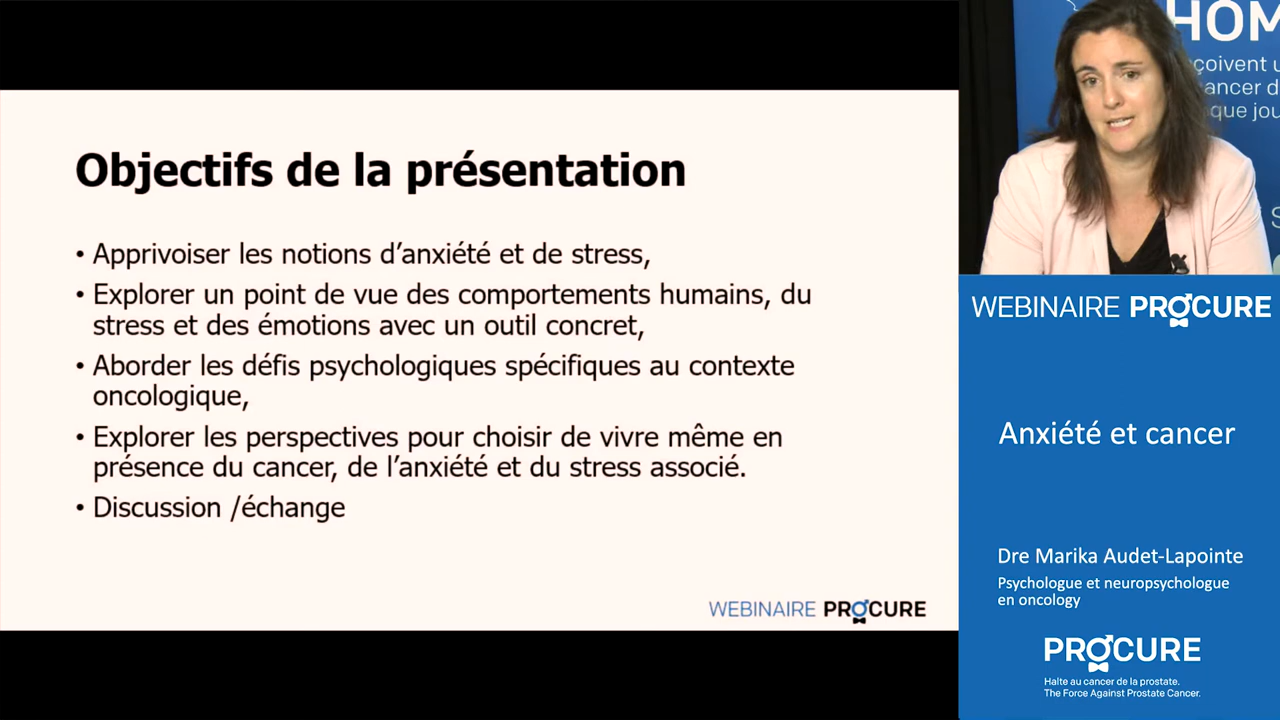 Objectifs de la présentation
• Apprivoiser les notions d'anxiété et de stress,
• Explorer un point de vue des comportements humains, du
stress et des émotions avec un outil concret,
• Aborder les défis psychologiques spécifiques au contexte
oncologique,
• Explorer les perspectives pour choisir de vivre même en
présence du cancer, de l'anxiété et du stress associé.
• Discussion /échange
WEBINAIRE PROCURE
HOM
çoivent u
ancer d
que jou
S
WEBINAIRE PROCURE
Anxiété et cancer
Dre Marika Audet-Lapointe
Psychologue et neuropsychologue
en oncology
PROCURE
Halte au cancer de la prostate.
The Force Against Prostate Cancer.